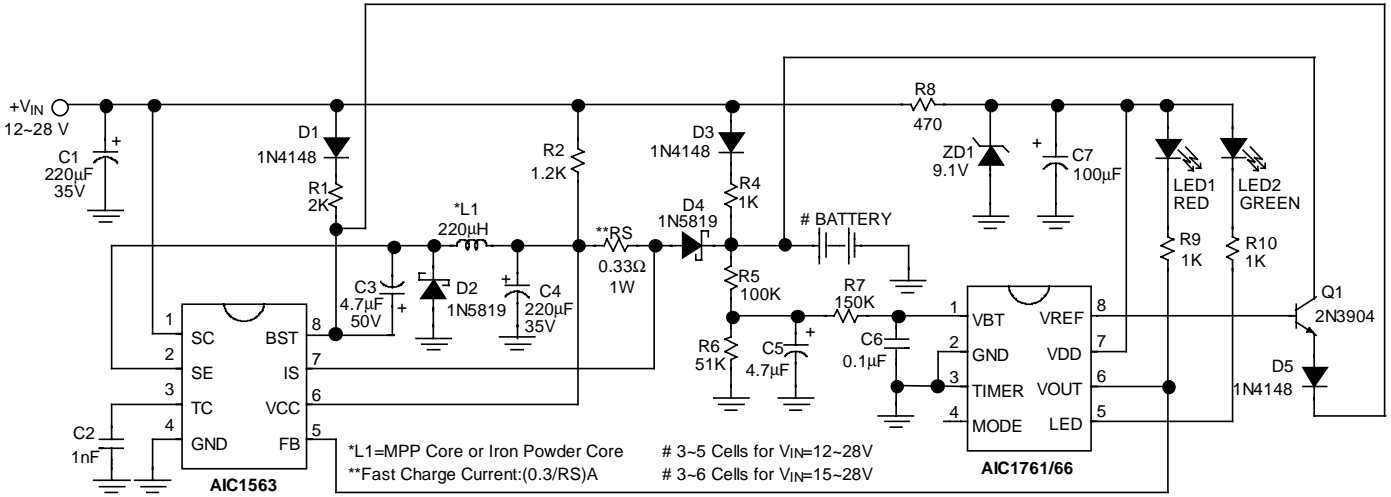 +VIN
12~28 V
C1
220µF
35V
D1
1N4148
R1
2K
*L1
220µH
R2
1.2K
**RS
0.33Ω
1W
D3
1N4148
R4
1K
D4
1N5819
# BATTERY
R8
470
ZD1
9.1V
C7
100µF
LED1
RED
LED2
GREEN
R9
1K
R10
1K
C3
4.7µF
50V
D2
1N5819
C4
220µF
35V
R5
100K
R7
150K
R6
51K
C5
4.7µF
C6
0.1µF
Q1
2N3904
D5
1N4148
1 SC BST 8
2 SE IS 7
3 TC VCC 6
4 GND FB 5
AIC1563
C2
1nF
1 VBT VREF 8
2 GND VDD 7
3 TIMER VOUT 6
4 MODE LED 5
AIC1761/66
*L1=MPP Core or Iron Powder Core # 3~5 Cells for VIN=12~28V
**Fast Charge Current:(0.3/RS)A # 3~6 Cells for VIN=15~28V